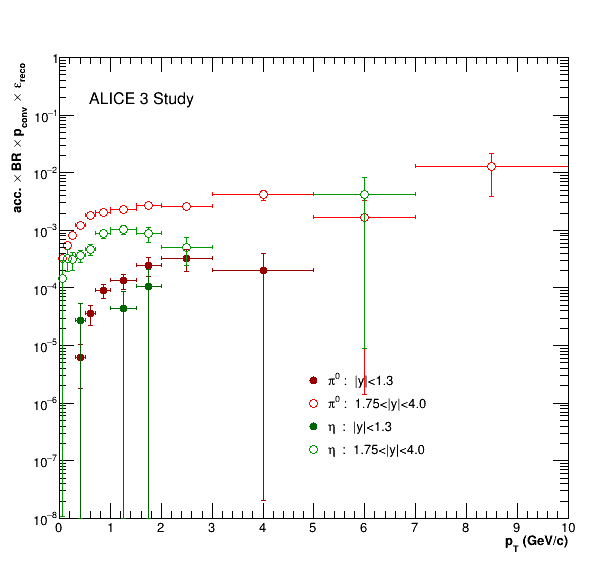 acc. × BR × p_conv × ε_reco
ALICE 3 Study
1
10⁻¹
10⁻²
10⁻³
10⁻⁴
10⁻⁵
10⁻⁶
10⁻⁷
10⁻⁸
π⁰ : |y|<1.3
π⁰ : 1.75<|y|<4.0
η : |y|<1.3
η : 1.75<|y|<4.0
0 1 2 3 4 5 6 7 8 9 10
p_T (GeV/c)